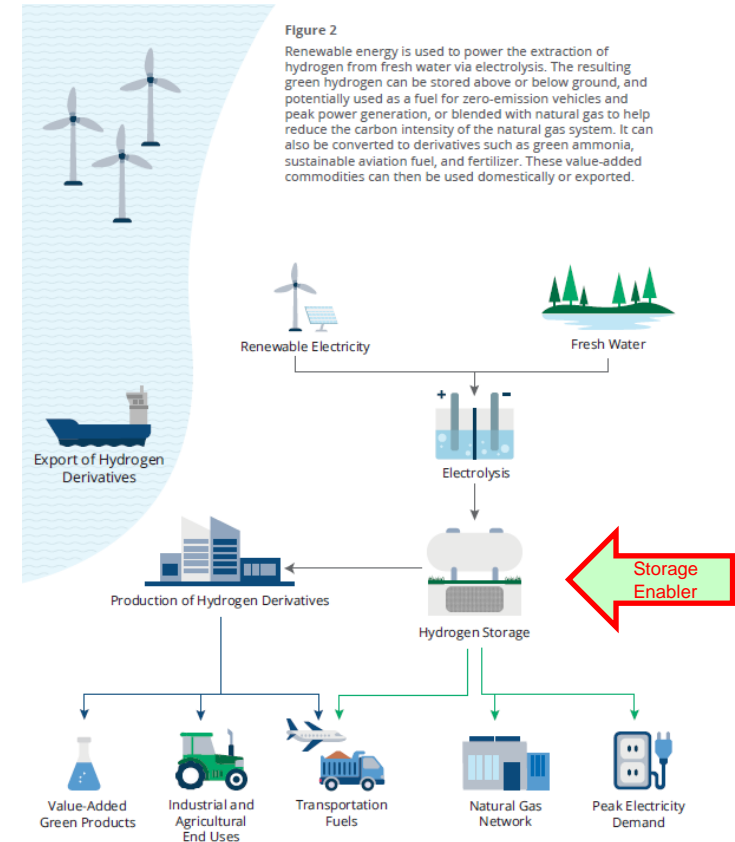 Figure 2
Renewable energy is used to power the extraction of
hydrogen from fresh water via electrolysis. The resulting
green hydrogen can be stored above or below ground, and
potentially used as a fuel for zero-emission vehicles and
peak power generation, or blended with natural gas to help
reduce the carbon intensity of the natural gas system. It can
also be converted to derivatives such as green ammonia,
sustainable aviation fuel, and fertilizer. These value-added
commodities can then be used domestically or exported.
Renewable Electricity
Fresh Water
+ −
Export of Hydrogen
Derivatives
Electrolysis
Storage
Enabler
Production of Hydrogen Derivatives
Hydrogen Storage
Value-Added
Green Products
Industrial and
Agricultural
End Uses
Transportation
Fuels
Natural Gas
Network
Peak Electricity
Demand